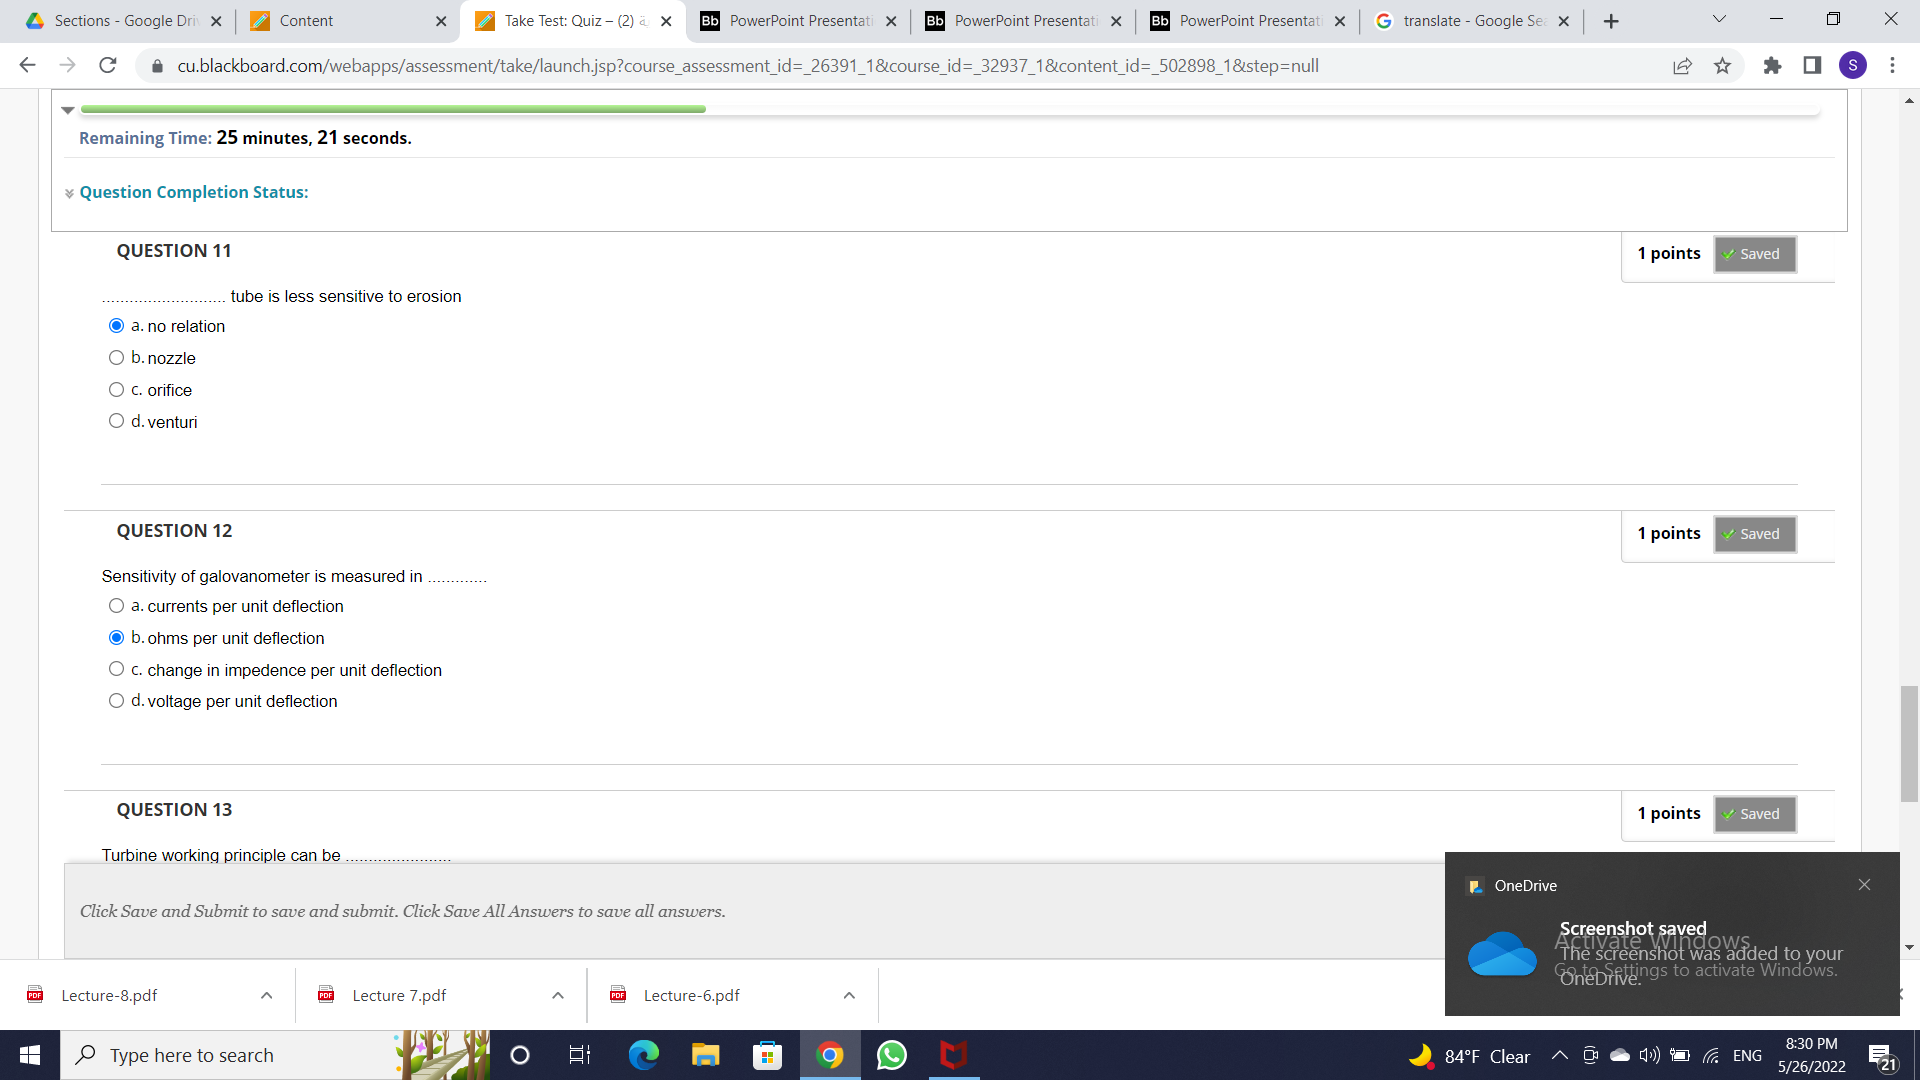 Sections - Google Dri
Content
Take Test: Quiz – (2)
PowerPoint Presentati
PowerPoint Presentati
PowerPoint Presentati
translate - Google Se
cu.blackboard.com/webapps/assessment/take/launch.jsp?course_assessment_id=_26391_1&course_id=_32937_1&content_id=_502898_1&step=null
S
Remaining Time: 25 minutes, 21 seconds.
Question Completion Status:
QUESTION 11
1 points
Saved
........................... tube is less sensitive to erosion
a. no relation
b. nozzle
c. orifice
d. venturi
QUESTION 12
1 points
Saved
Sensitivity of galovanometer is measured in .............
a. currents per unit deflection
b. ohms per unit deflection
c. change in impedence per unit deflection
d. voltage per unit deflection
QUESTION 13
1 points
Saved
Turbine working principle can be .......................
Click Save and Submit to save and submit. Click Save All Answers to save all answers.
OneDrive
Screenshot saved
The screenshot was added to your
OneDrive.
Activate Windows
Go to Settings to activate Windows.
Lecture-8.pdf
Lecture 7.pdf
Lecture-6.pdf
Type here to search
84°F Clear
ENG
8:30 PM
5/26/2022
21